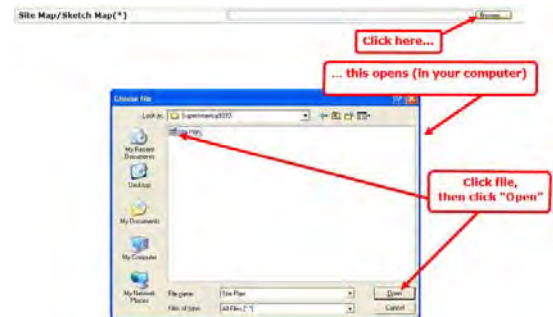 Site Map/Sketch Map(*)
Browse...
Click here...
... this opens (in your computer)
Choose file
Look in:
My Recent
Documents
Desktop
Click file,
then click "Open"
My Documents
My Computer
My Network
Places
File name:
Site Plan
Open
Files of type:
All Files (*.*)
Cancel